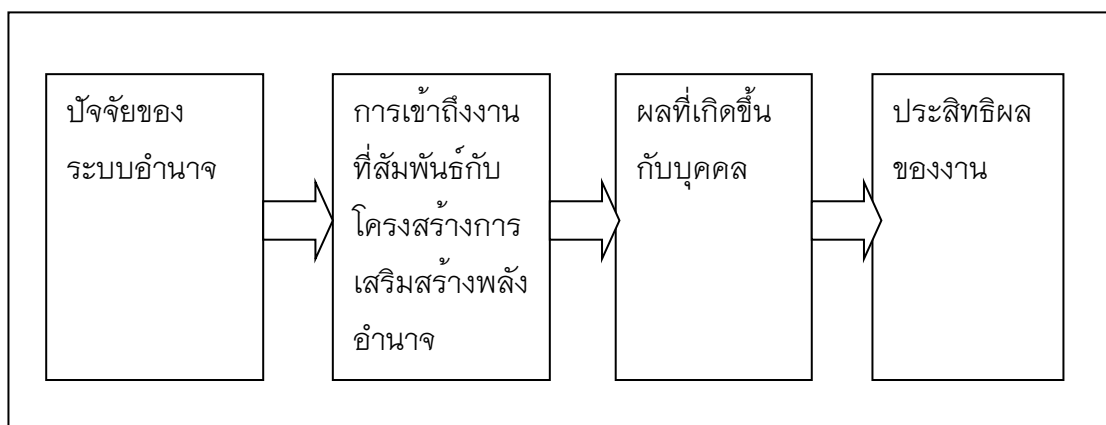 ปัจจัยของ
ระบบอำนาจ
การเข้าถึงงาน
ที่สัมพันธ์กับ
โครงสร้างการ
เสริมสร้างพลัง
อำนาจ
ผลที่เกิดขึ้น
กับบุคคล
ประสิทธิผล
ของงาน